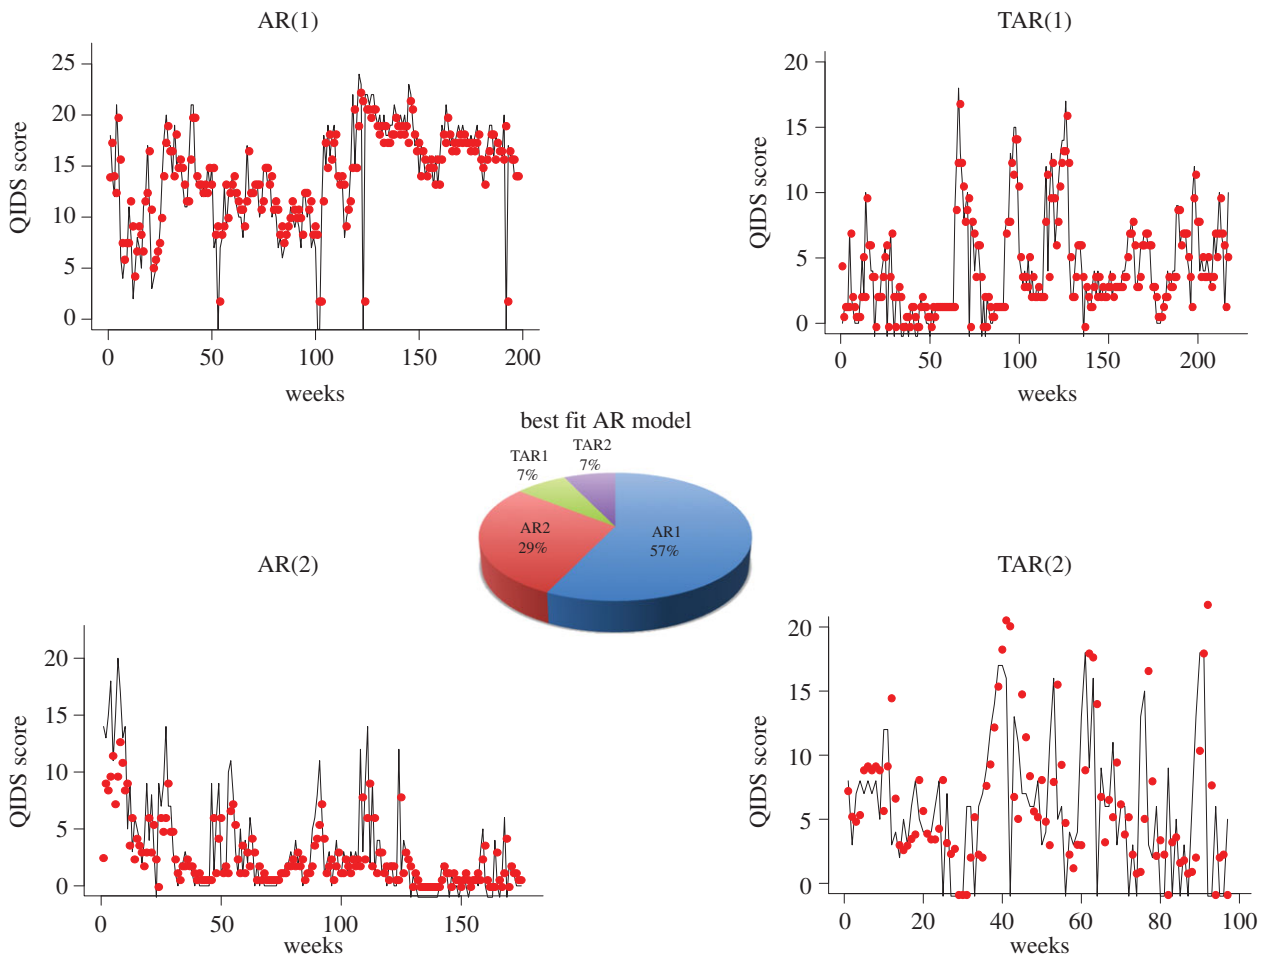 AR(1)
25
20
15
10
5
0
QIDS score
0 50 100 150 200
weeks
TAR(1)
20
15
10
5
0
QIDS score
0 50 100 150 200
weeks
best fit AR model
TAR1
7%
TAR2
7%
AR2
29%
AR1
57%
AR(2)
20
15
10
5
0
QIDS score
0 50 100 150
weeks
TAR(2)
20
15
10
5
0
QIDS score
0 20 40 60 80 100
weeks